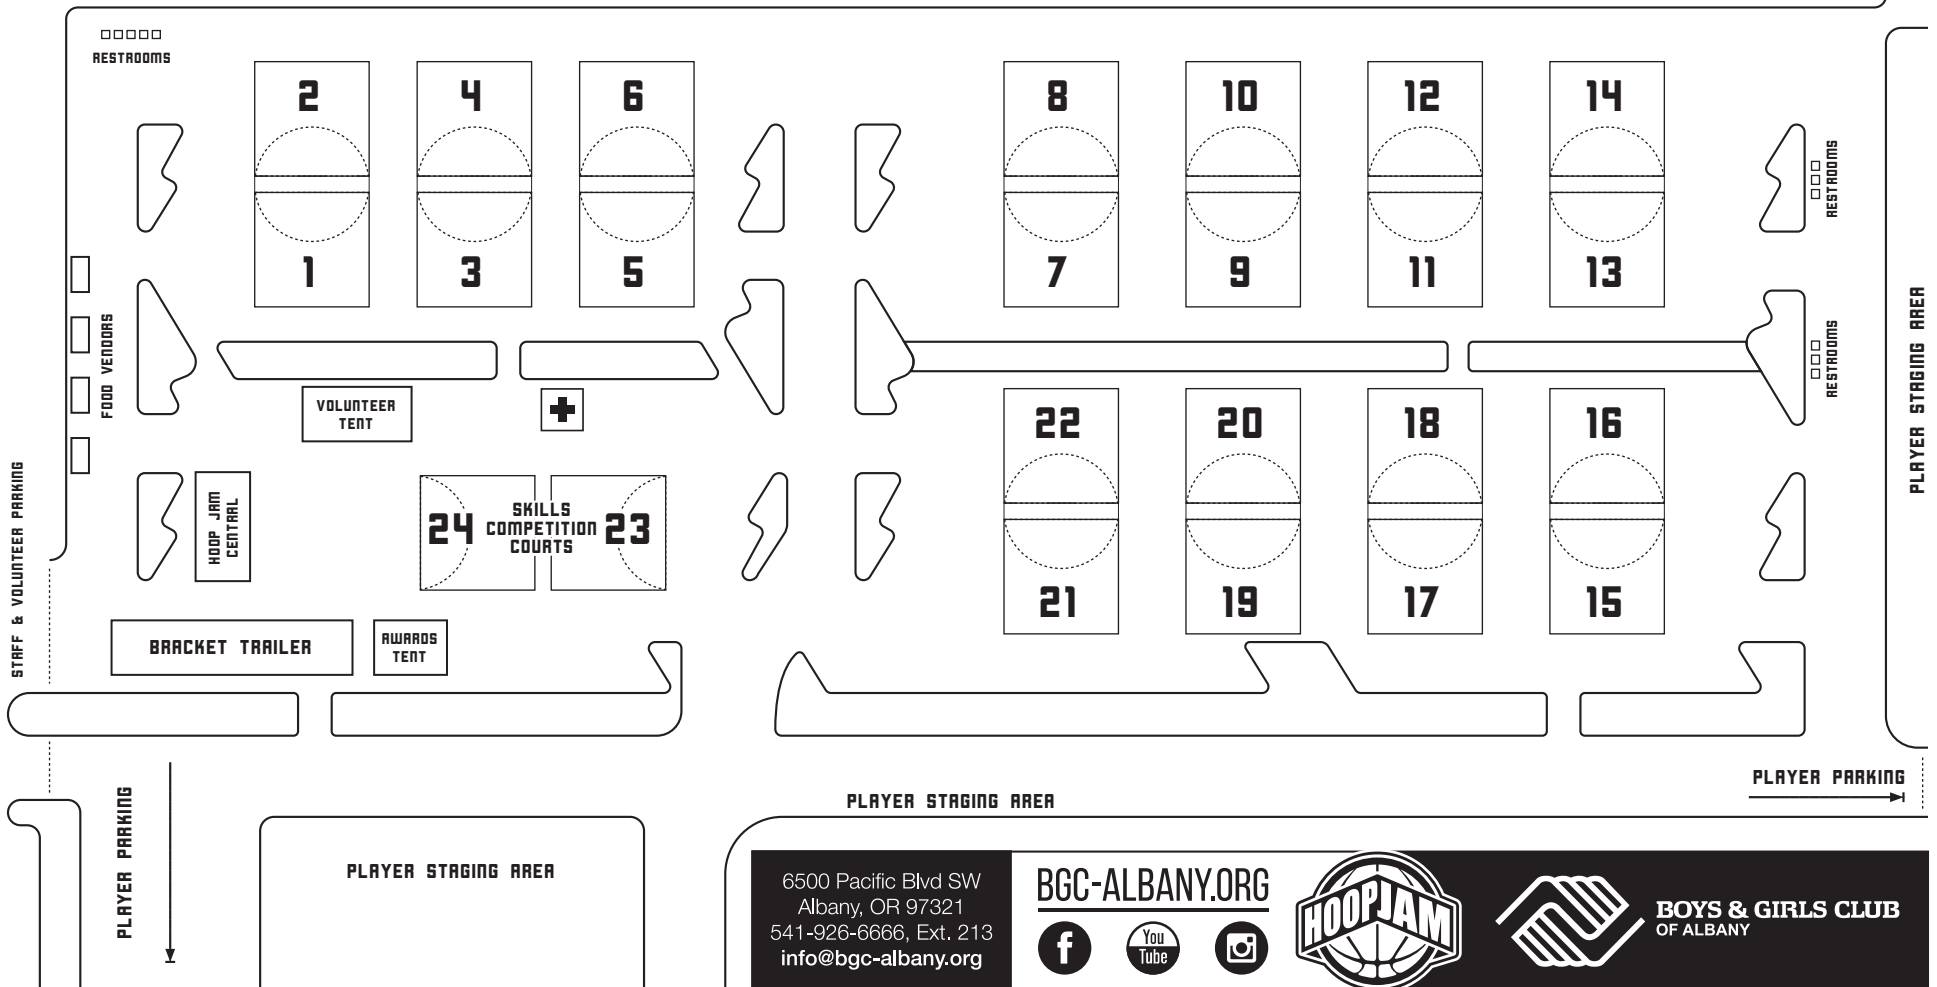 RESTROOMS
2
4
6
8
10
12
14
RESTROOMS
1
3
5
7
9
11
13
FOOD VENDORS
PLAYER STAGING AREA
RESTROOMS
VOLUNTEER
TENT
22
20
18
16
STAFF & VOLUNTEER PARKING
HOOP JAM
CENTRAL
24
SKILLS
COMPETITION
COURTS
23
21
19
17
15
BRACKET TRAILER
AWARDS
TENT
PLAYER PARKING
PLAYER PARKING
PLAYER STAGING AREA
PLAYER STAGING AREA
6500 Pacific Blvd SW
Albany, OR 97321
541-926-6666, Ext. 213
info@bgc-albany.org
BGC-ALBANY.ORG
f
You
Tube
HOOPJAM
BOYS & GIRLS CLUB
OF ALBANY